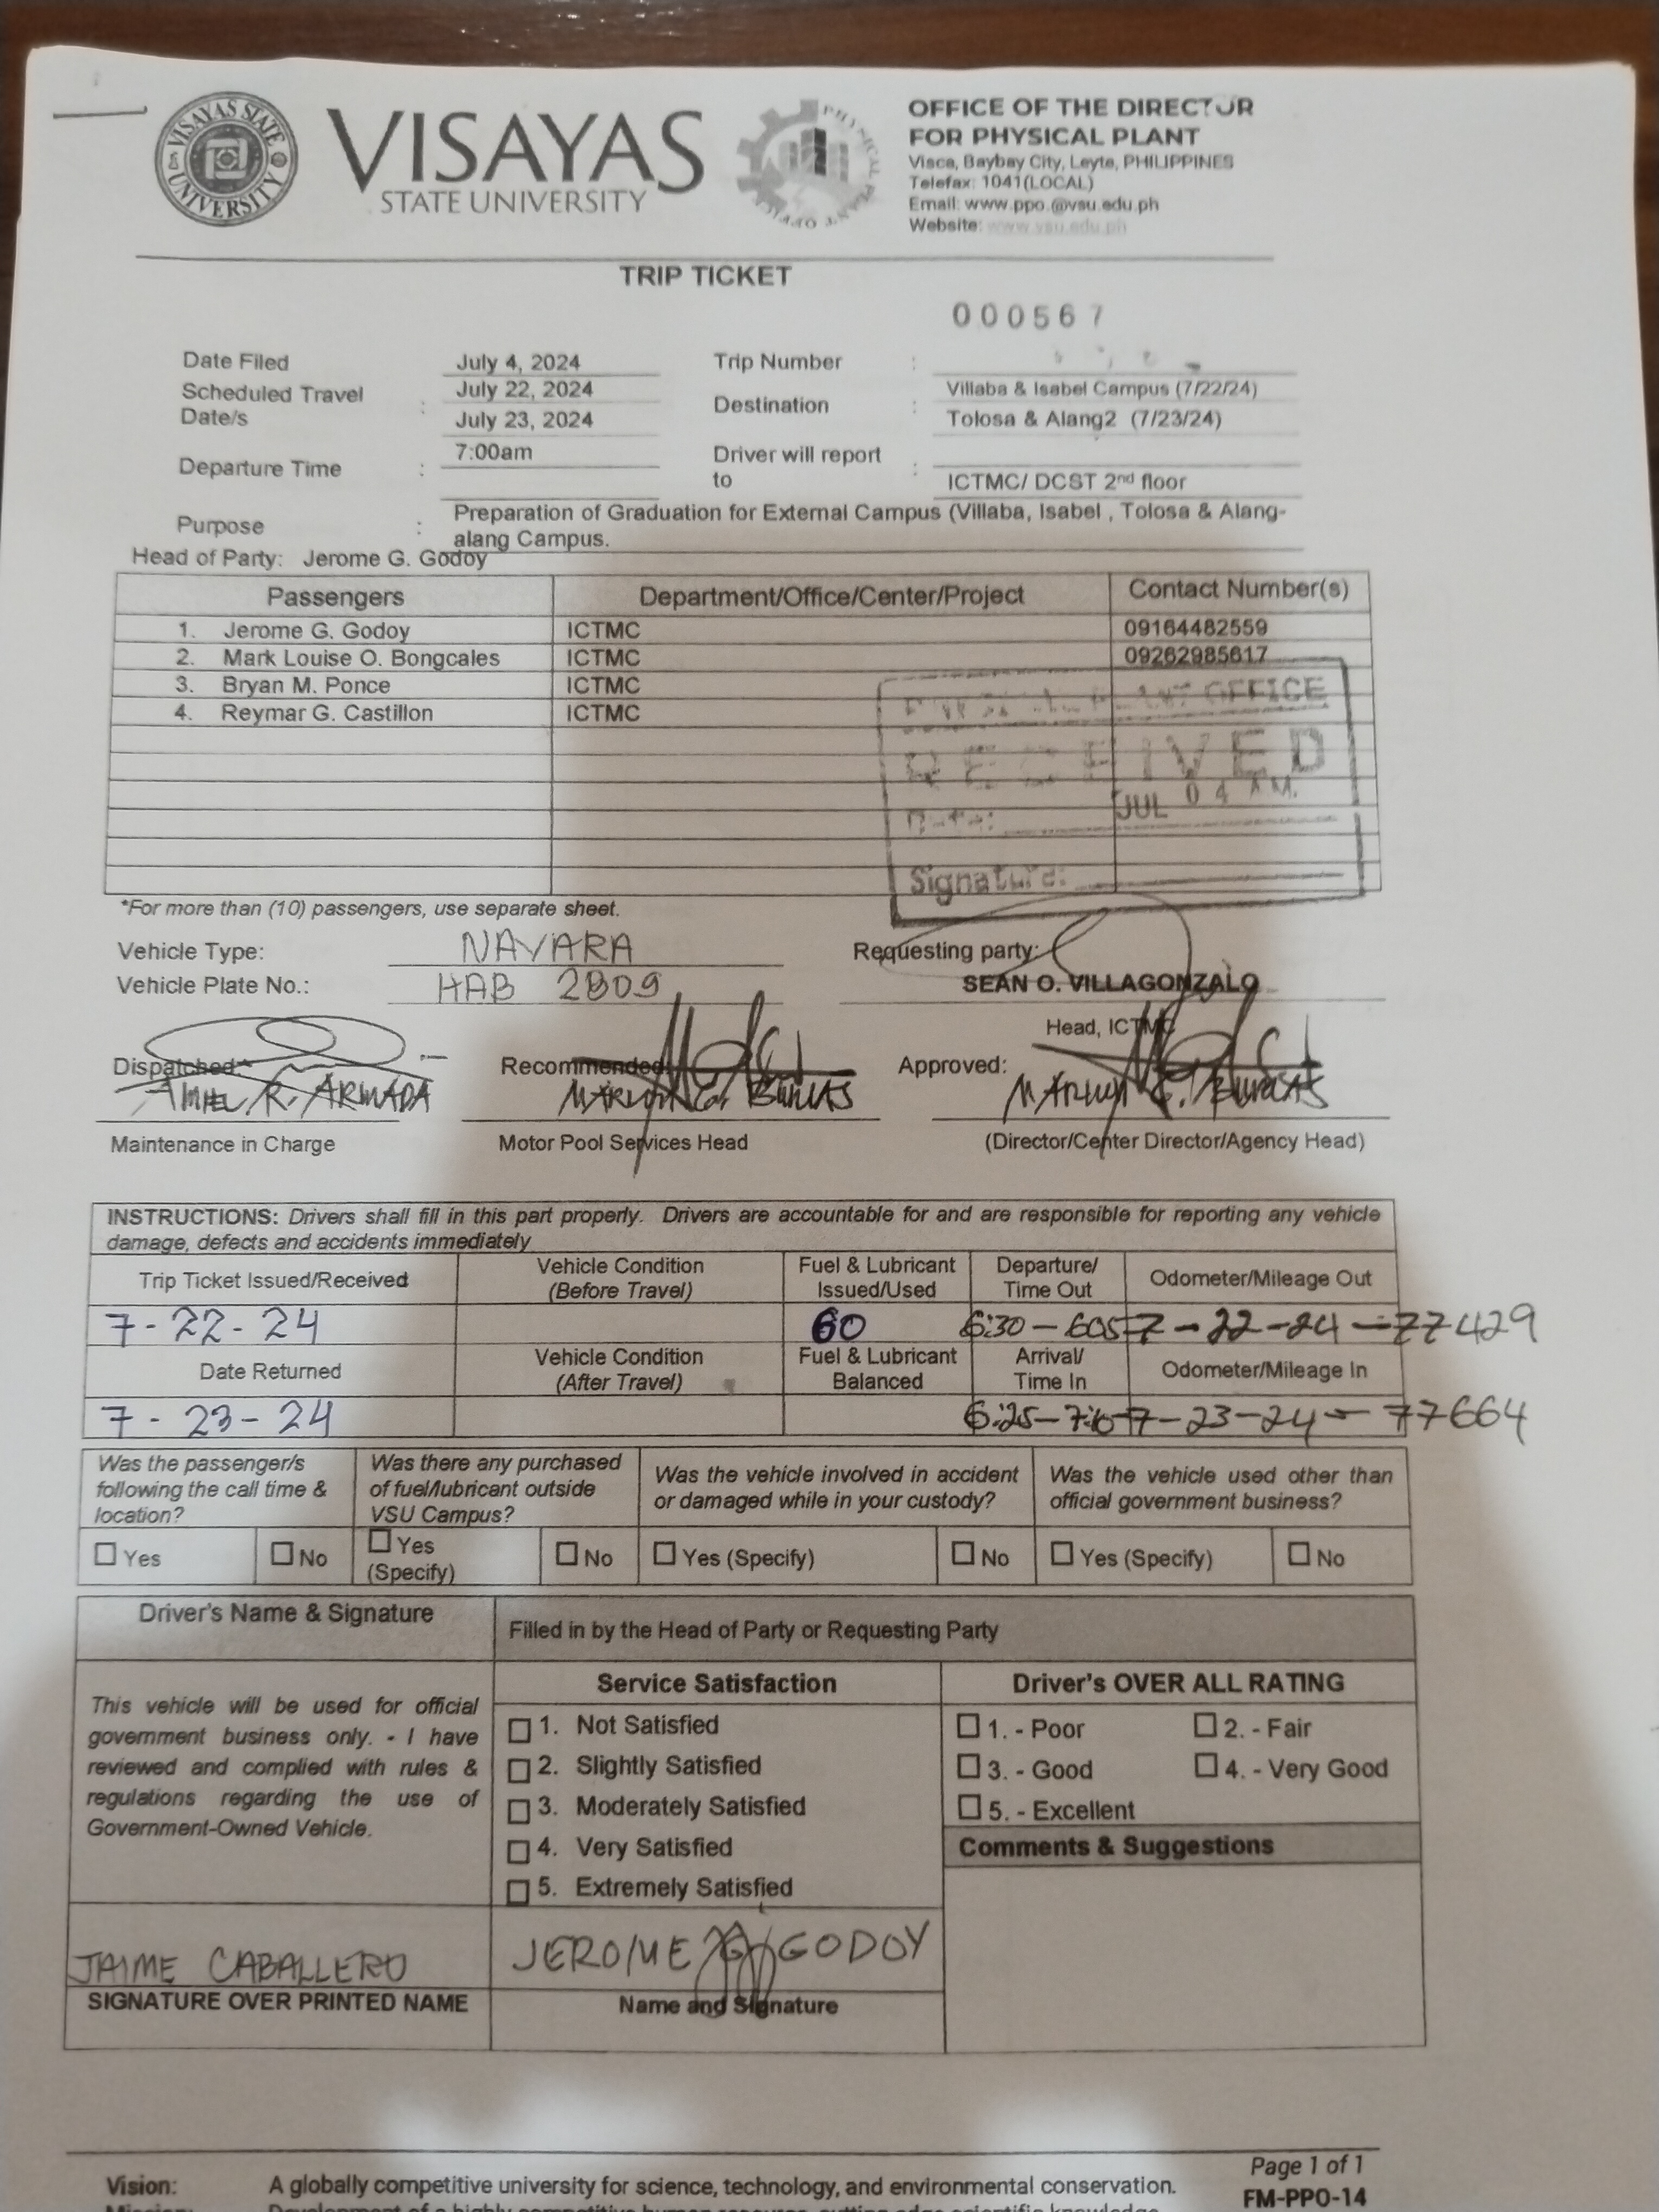 VISAYAS STATE UNIVERSITY
VISAYAS
STATE UNIVERSITY
PHYSICAL PLANT OFFICE
OFFICE OF THE DIRECTOR
FOR PHYSICAL PLANT
Visca, Baybay City, Leyte, PHILIPPINES
Telefax: 1041(LOCAL)
Email: www.ppo.@vsu.edu.ph
Website: www.vsu.edu.ph
TRIP TICKET
000567
Date Filed July 4, 2024 Trip Number :
Scheduled Travel Date/s : July 22, 2024 July 23, 2024 Destination : Villaba & Isabel Campus (7/22/24) Tolosa & Alang2 (7/23/24)
Departure Time : 7:00am Driver will report to : ICTMC/ DCST 2nd floor
Purpose : Preparation of Graduation for External Campus (Villaba, Isabel , Tolosa & Alang-
alang Campus.
Head of Party: Jerome G. Godoy
Passengers Department/Office/Center/Project Contact Number(s)
1. Jerome G. Godoy ICTMC 09164482559
2. Mark Louise O. Bongcales ICTMC 09262985617
3. Bryan M. Ponce ICTMC
4. Reymar G. Castillon ICTMC
PLANT OFFICE
RECEIVED
Date: JUL 04 A.M.
Signature:
*For more than (10) passengers, use separate sheet.
Vehicle Type: NAVARA Requesting party:
Vehicle Plate No.: HAB 2809 SEAN O. VILLAGONZALO
Head, ICTMC
Dispatched: Recommended: Approved:
R. ARMADA
Maintenance in Charge Motor Pool Services Head (Director/Center Director/Agency Head)
INSTRUCTIONS: Drivers shall fill in this part properly. Drivers are accountable for and are responsible for reporting any vehicle
damage, defects and accidents immediately
Trip Ticket Issued/Received Vehicle Condition (Before Travel) Fuel & Lubricant Issued/Used Departure/ Time Out Odometer/Mileage Out
7-22-24 60 6:30 - 605 7-22-24 - 77429
Date Returned Vehicle Condition (After Travel) Fuel & Lubricant Balanced Arrival/ Time In Odometer/Mileage In
7-23-24 6:25- 7-23-24- 77664
Was the passenger/s following the call time & location? Was there any purchased of fuel/lubricant outside VSU Campus? Was the vehicle involved in accident or damaged while in your custody? Was the vehicle used other than official government business?
Yes No Yes (Specify) No Yes (Specify) No Yes (Specify) No
Driver's Name & Signature Filled in by the Head of Party or Requesting Party
This vehicle will be used for official
government business only. - I have
reviewed and complied with rules &
regulations regarding the use of
Government-Owned Vehicle.
Service Satisfaction
1. Not Satisfied
2. Slightly Satisfied
3. Moderately Satisfied
4. Very Satisfied
5. Extremely Satisfied
Driver's OVER ALL RATING
1. - Poor 2. - Fair
3. - Good 4. - Very Good
5. - Excellent
Comments & Suggestions
JAIME CABALLERO JEROME G. GODOY
SIGNATURE OVER PRINTED NAME Name and Signature
Page 1 of 1
Vision: A globally competitive university for science, technology, and environmental conservation.
FM-PPO-14